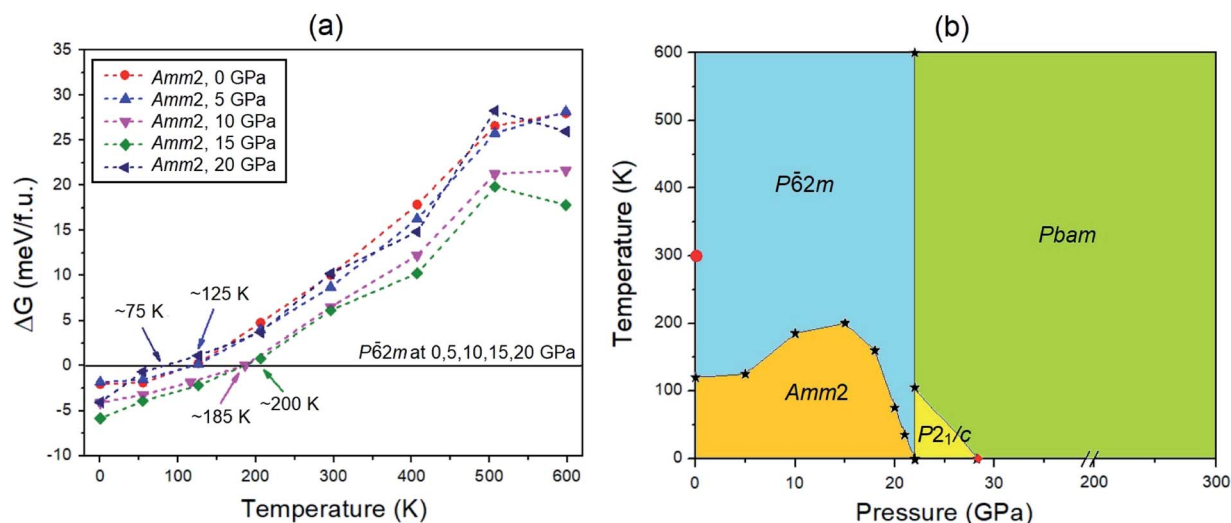 (a)
35
30
25
20
15
10
5
0
-5
-10
ΔG (meV/f.u.)
Amm2, 0 GPa
Amm2, 5 GPa
Amm2, 10 GPa
Amm2, 15 GPa
Amm2, 20 GPa
~75 K
~125 K
P6̄2m at 0,5,10,15,20 GPa
~185 K
~200 K
0 100 200 300 400 500 600
Temperature (K)
(b)
600
500
400
300
200
100
0
Temperature (K)
P6̄2m
Pbam
Amm2
P2₁/c
0 10 20 30 200 300
Pressure (GPa)